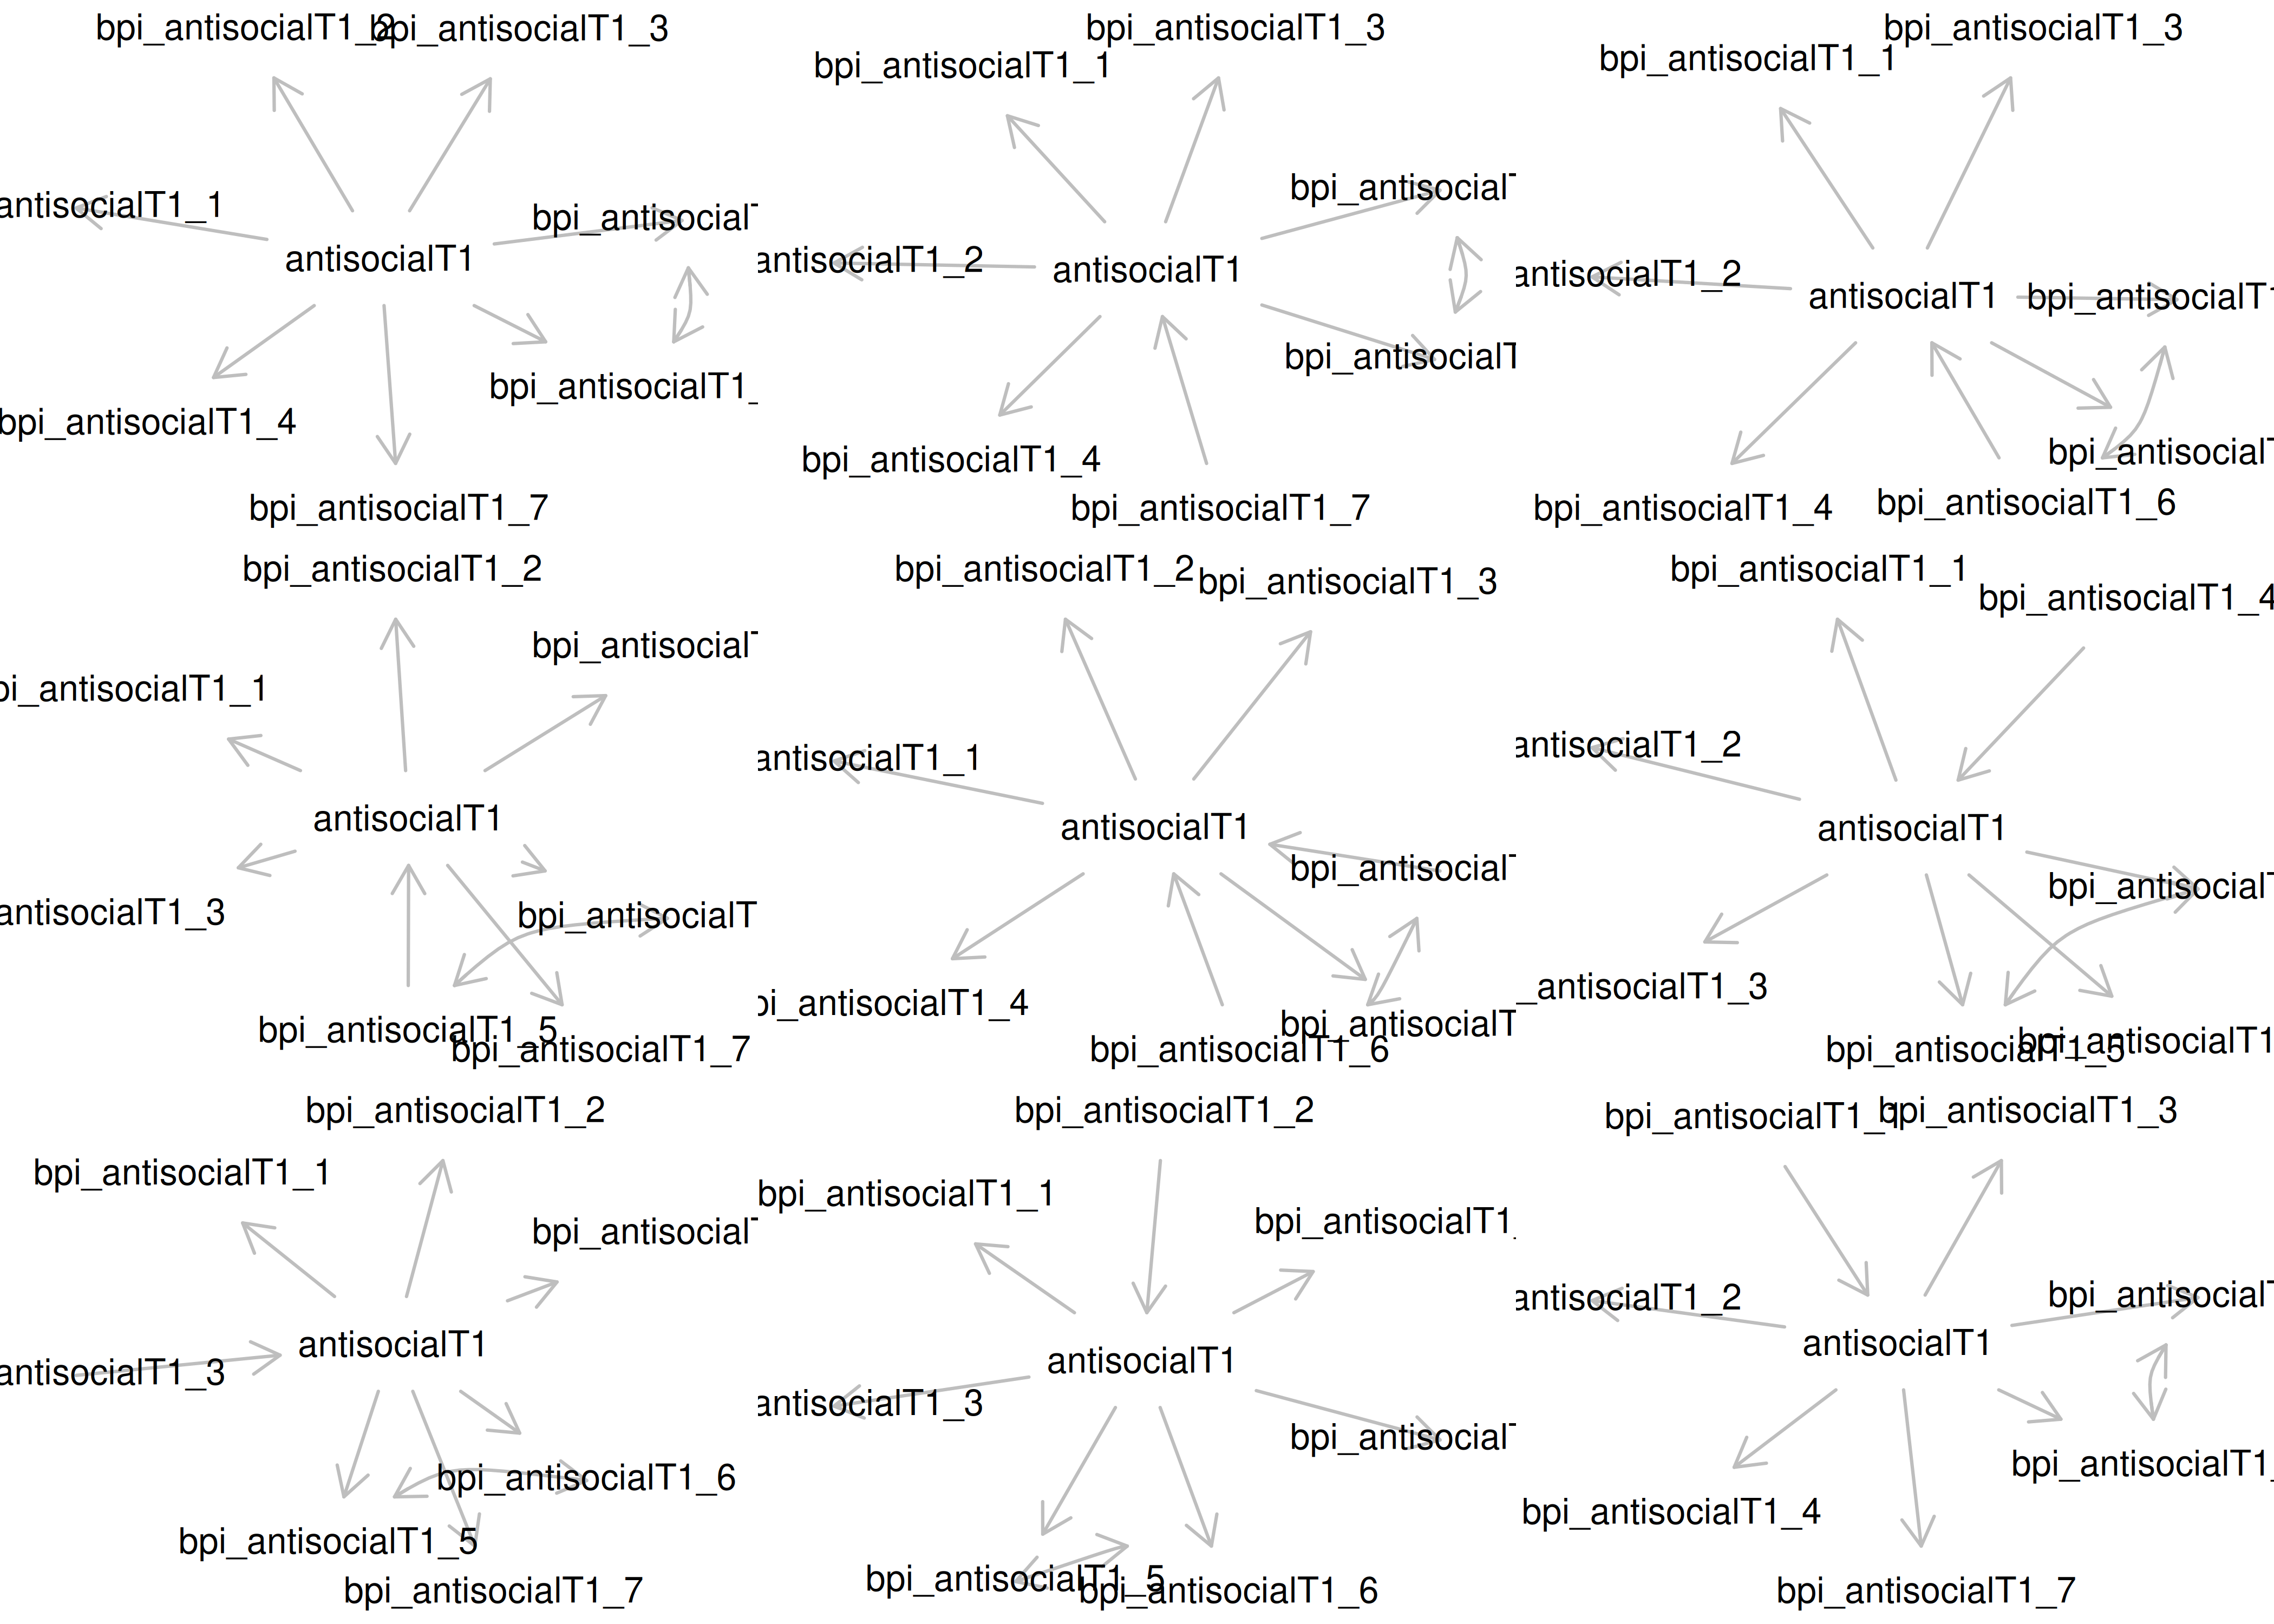 bpi_antisocialT1_2
bpi_antisocialT1_3
antisocialT1_1
bpi_antisocial
antisocialT1
bpi_antisocialT1_
bpi_antisocialT1_4
bpi_antisocialT1_7
bpi_antisocialT1_3
bpi_antisocialT1_1
bpi_antisocial
antisocialT1_2
antisocialT1
bpi_antisocialT
bpi_antisocialT1_4
bpi_antisocialT1_7
bpi_antisocialT1_3
bpi_antisocialT1_1
antisocialT1_2
antisocialT1
bpi_antisocialT1
bpi_antisocial
bpi_antisocialT1_4
bpi_antisocialT1_6
bpi_antisocialT1_2
bpi_antisocial
pi_antisocialT1_1
antisocialT1
antisocialT1_3
bpi_antisocialT
bpi_antisocialT1_5
bpi_antisocialT1_7
bpi_antisocialT1_2
bpi_antisocialT1_3
antisocialT1_1
antisocialT1
bpi_antisocial
pi_antisocialT1_4
bpi_antisocialT
bpi_antisocialT1_6
bpi_antisocialT1_1
bpi_antisocialT1_4
antisocialT1_2
antisocialT1
bpi_antisocial
_antisocialT1_3
bpi_antisocialT1_5
bpi_antisocialT1
bpi_antisocialT1_2
bpi_antisocialT1_1
bpi_antisocial
antisocialT1
antisocialT1_3
bpi_antisocialT1_6
bpi_antisocialT1_5
bpi_antisocialT1_7
bpi_antisocialT1_2
bpi_antisocialT1_1
bpi_antisocialT1_
antisocialT1
antisocialT1_3
bpi_antisocial
bpi_antisocialT1_5
bpi_antisocialT1_6
bpi_antisocialT1_1
bpi_antisocialT1_3
antisocialT1_2
bpi_antisocial
antisocialT1
bpi_antisocialT1_
bpi_antisocialT1_4
bpi_antisocialT1_7